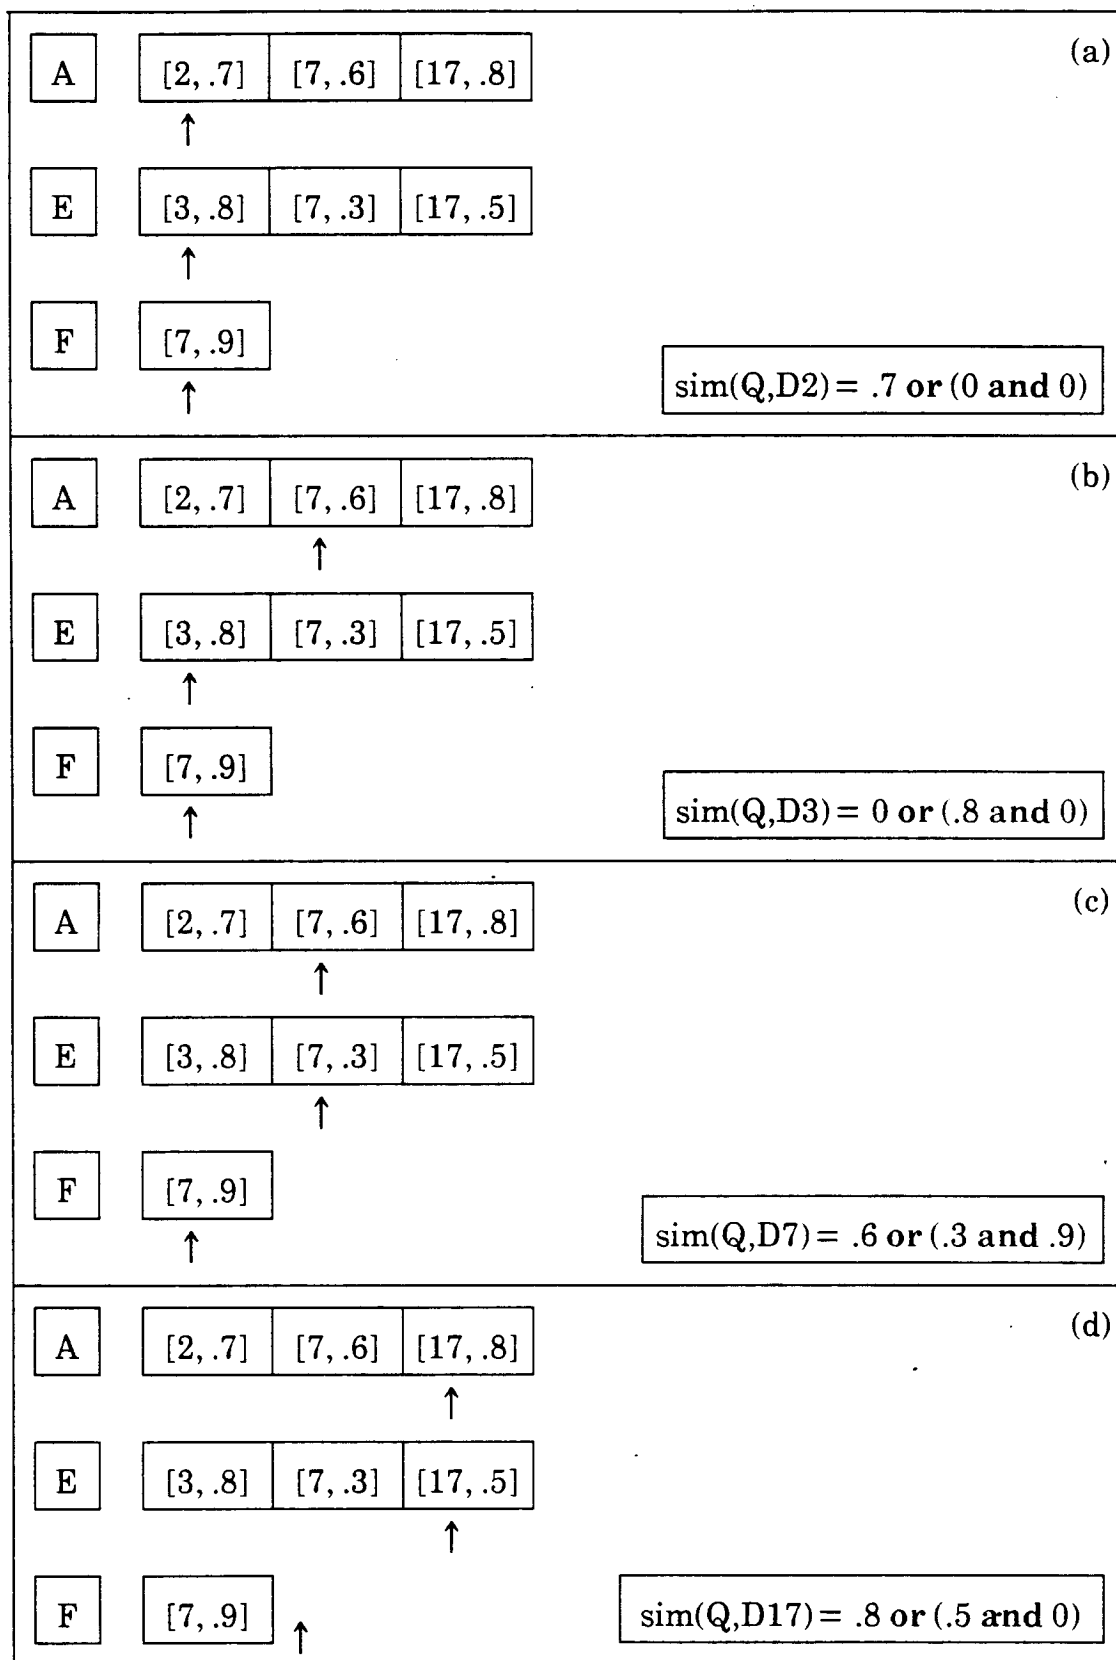 (a)
A [2, .7] [7, .6] [17, .8]
↑
E [3, .8] [7, .3] [17, .5]
↑
F [7, .9]
↑
sim(Q,D2) = .7 or (0 and 0)
(b)
A [2, .7] [7, .6] [17, .8]
↑
E [3, .8] [7, .3] [17, .5]
↑
F [7, .9]
↑
sim(Q,D3) = 0 or (.8 and 0)
(c)
A [2, .7] [7, .6] [17, .8]
↑
E [3, .8] [7, .3] [17, .5]
↑
F [7, .9]
↑
sim(Q,D7) = .6 or (.3 and .9)
(d)
A [2, .7] [7, .6] [17, .8]
↑
E [3, .8] [7, .3] [17, .5]
↑
F [7, .9]
↑
sim(Q,D17) = .8 or (.5 and 0)